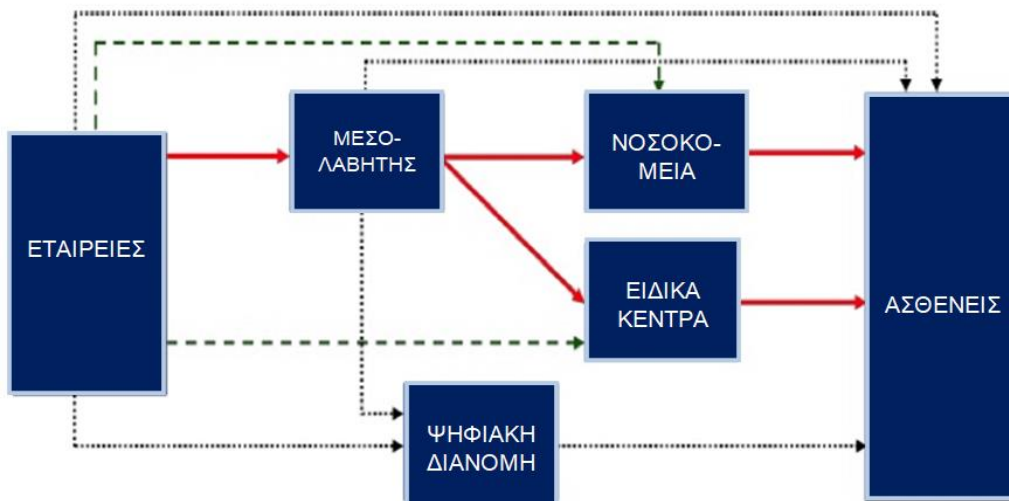 ΕΤΑΙΡΕΙΕΣ
ΜΕΣΟ-
ΛΑΒΗΤΗΣ
ΝΟΣΟΚΟ-
ΜΕΙΑ
ΕΙΔΙΚΑ
ΚΕΝΤΡΑ
ΨΗΦΙΑΚΗ
ΔΙΑΝΟΜΗ
ΑΣΘΕΝΕΙΣ